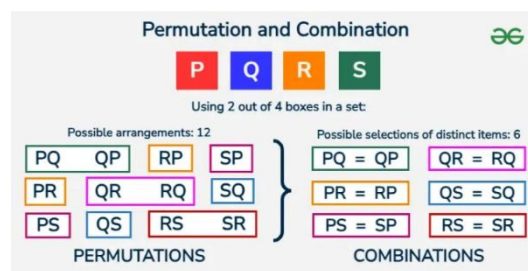 Permutation and Combination
P Q R S
Using 2 out of 4 boxes in a set:
Possible arrangements: 12
PQ QP RP SP
PR QR RQ SQ
PS QS RS SR
PERMUTATIONS
Possible selections of distinct items: 6
PQ = QP QR = RQ
PR = RP QS = SQ
PS = SP RS = SR
COMBINATIONS